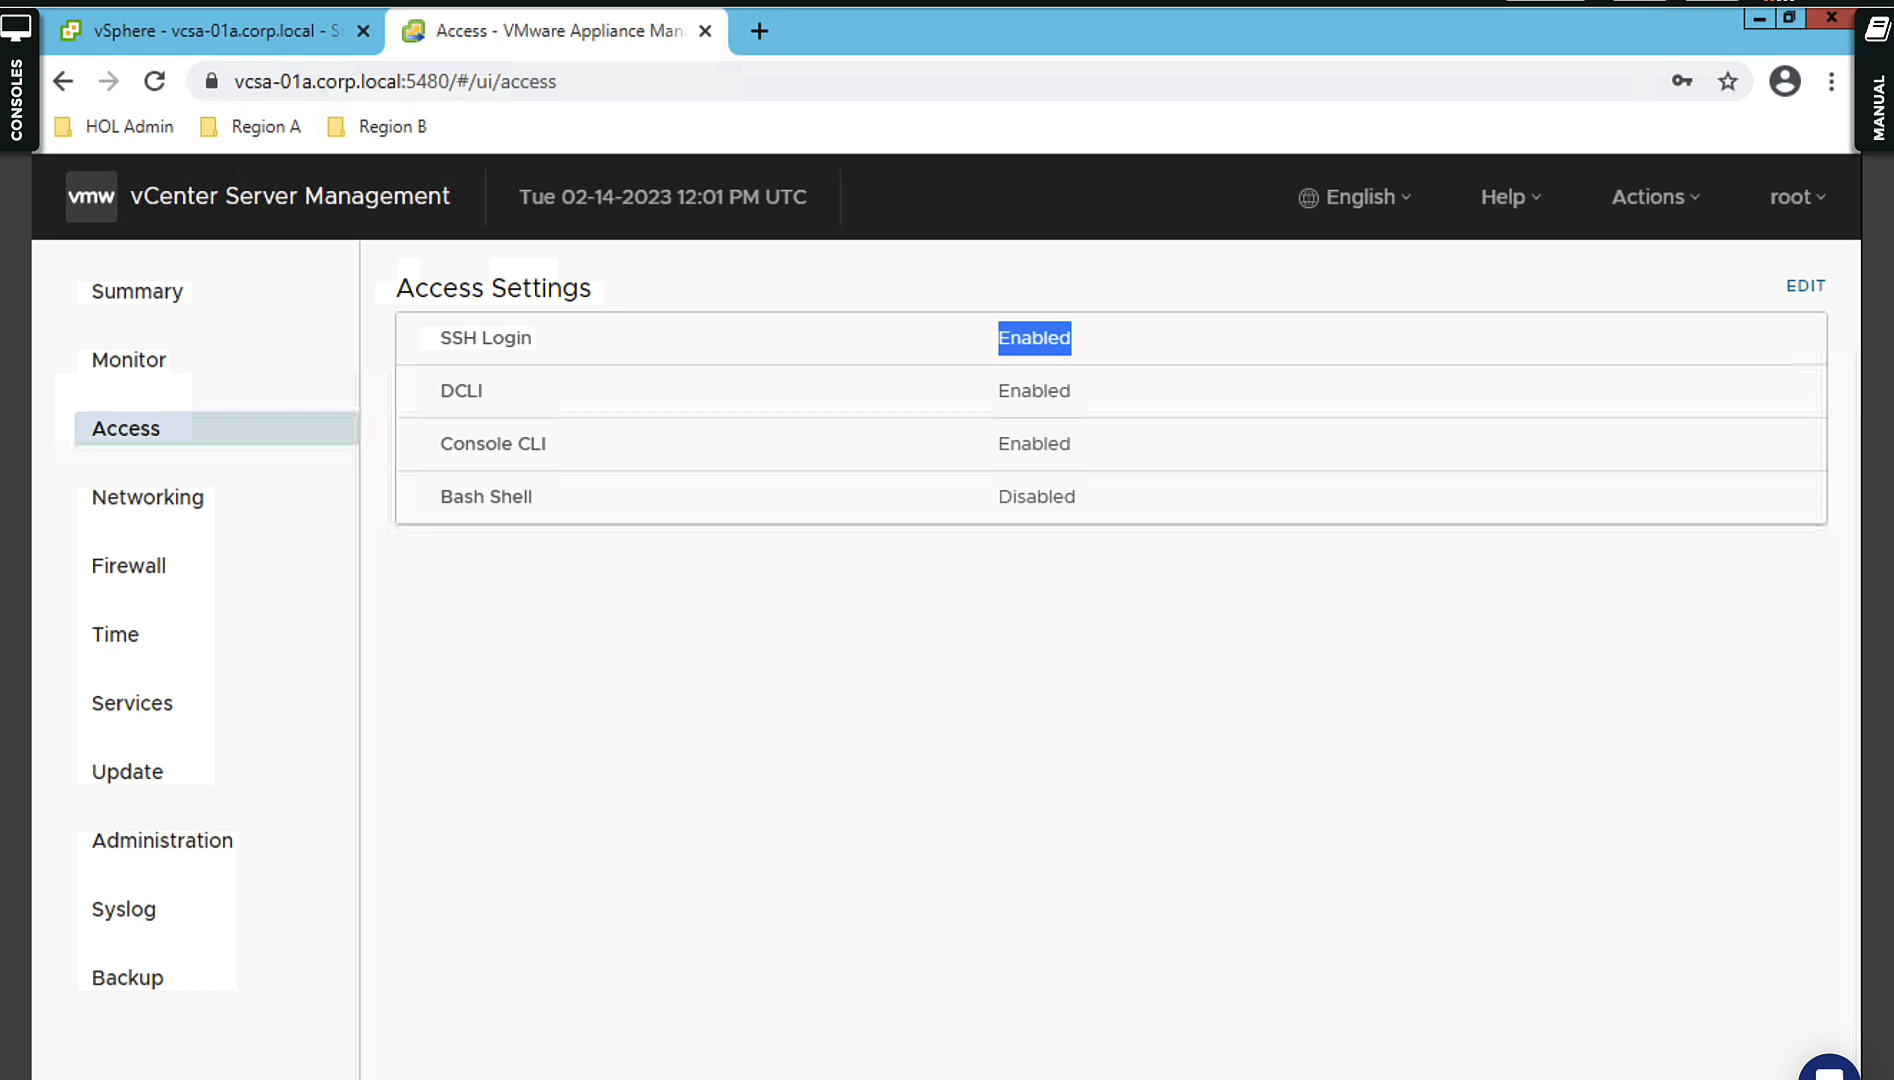 vSphere - vcsa-01a.corp.local - S
Access - VMware Appliance Man
CONSOLES
MANUAL
vcsa-01a.corp.local:5480/#/ui/access
HOL Admin
Region A
Region B
vmw
vCenter Server Management
Tue 02-14-2023 12:01 PM UTC
English
Help
Actions
root
Summary
Monitor
Access
Networking
Firewall
Time
Services
Update
Administration
Syslog
Backup
Access Settings
EDIT
SSH Login Enabled
DCLI Enabled
Console CLI Enabled
Bash Shell Disabled